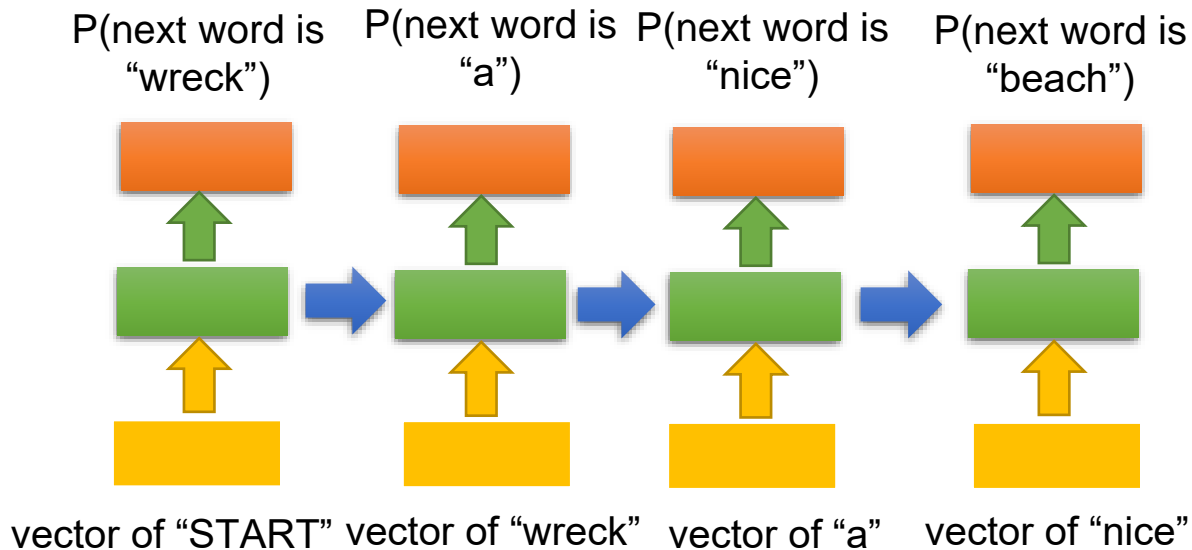 P(next word is
“wreck”)
P(next word is
“a”)
P(next word is
“nice”)
P(next word is
“beach”)
vector of “START”
vector of “wreck”
vector of “a”
vector of “nice”